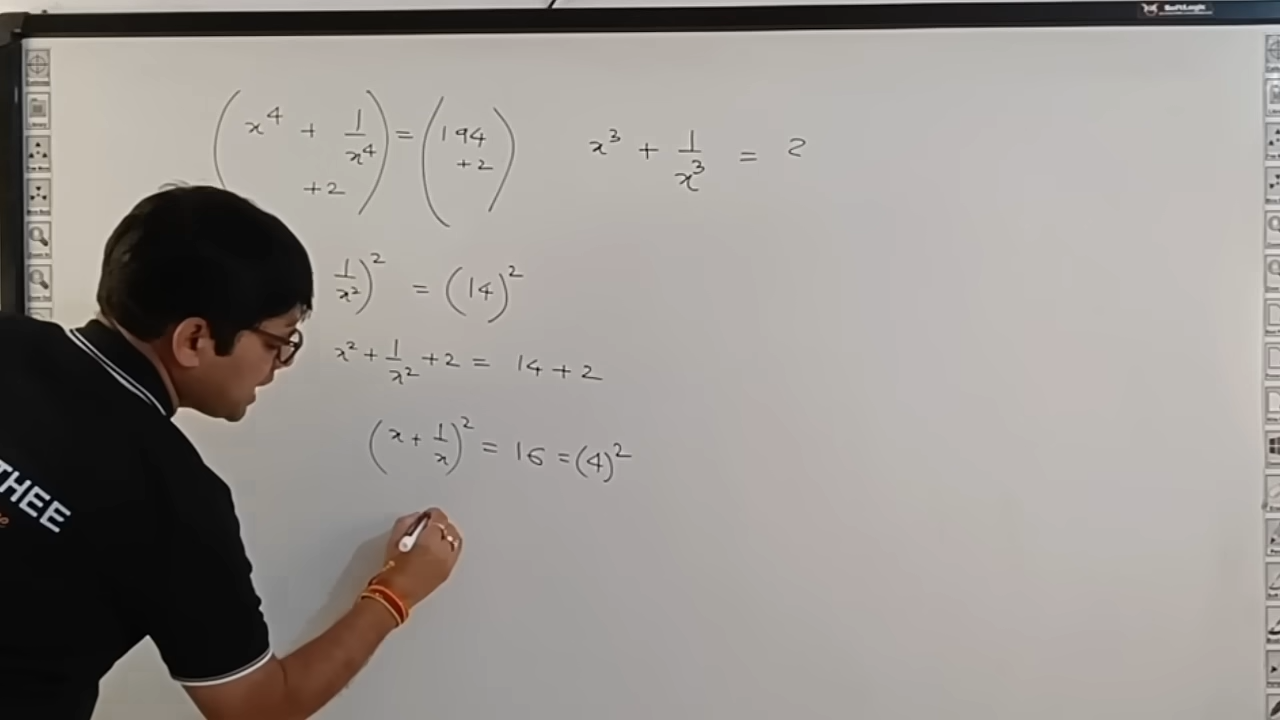 SoftLogic
x⁴ + 1/x⁴ +2 = 194 +2
x³ + 1/x³ = 2
1/x²)² = (14)²
x² + 1/x² + 2 = 14 + 2
(x + 1/x)² = 16 = (4)²
THEE